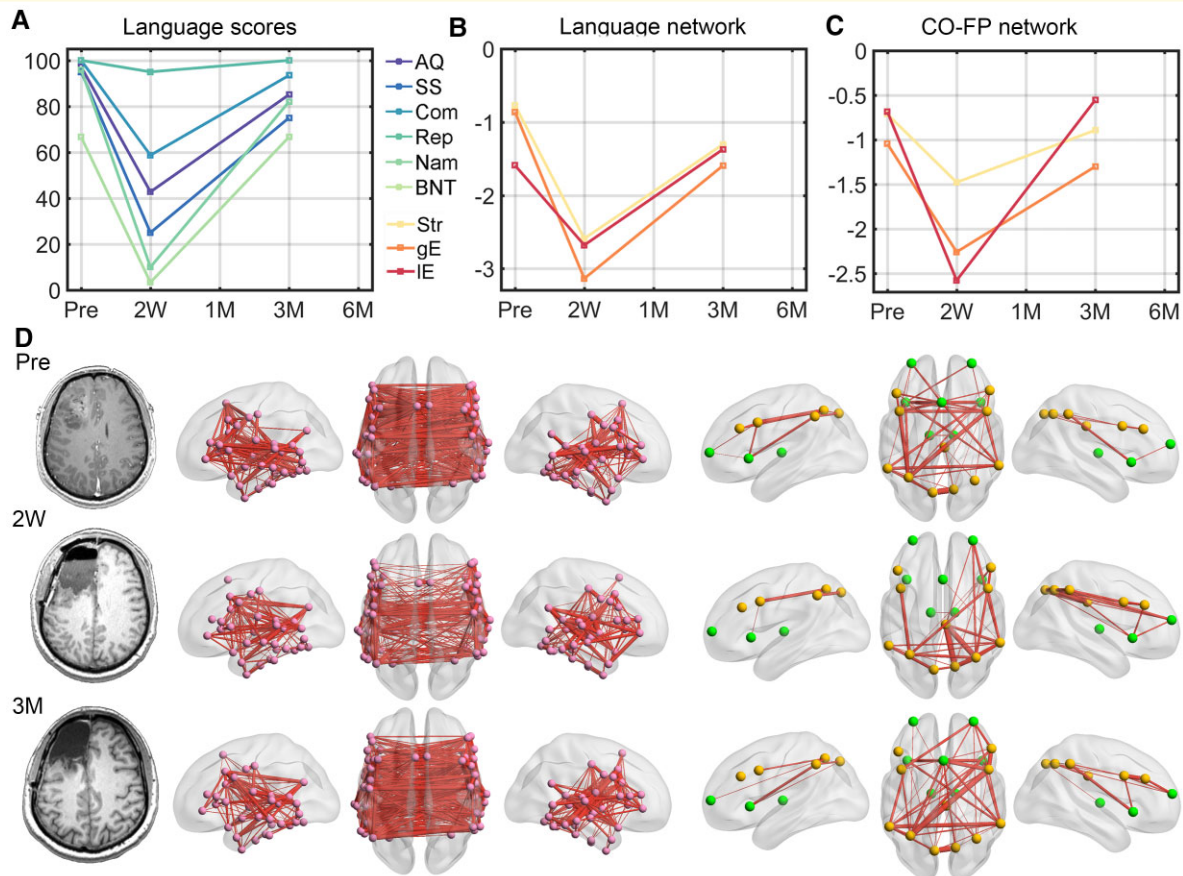 A
Language scores
100
80
60
40
20
0
Pre 2W 1M 3M 6M
AQ
SS
Com
Rep
Nam
BNT
Str
gE
lE
B
Language network
0
-1
-2
-3
Pre 2W 1M 3M 6M
C
CO-FP network
0
-0.5
-1
-1.5
-2
-2.5
Pre 2W 1M 3M 6M
D
Pre
2W
3M